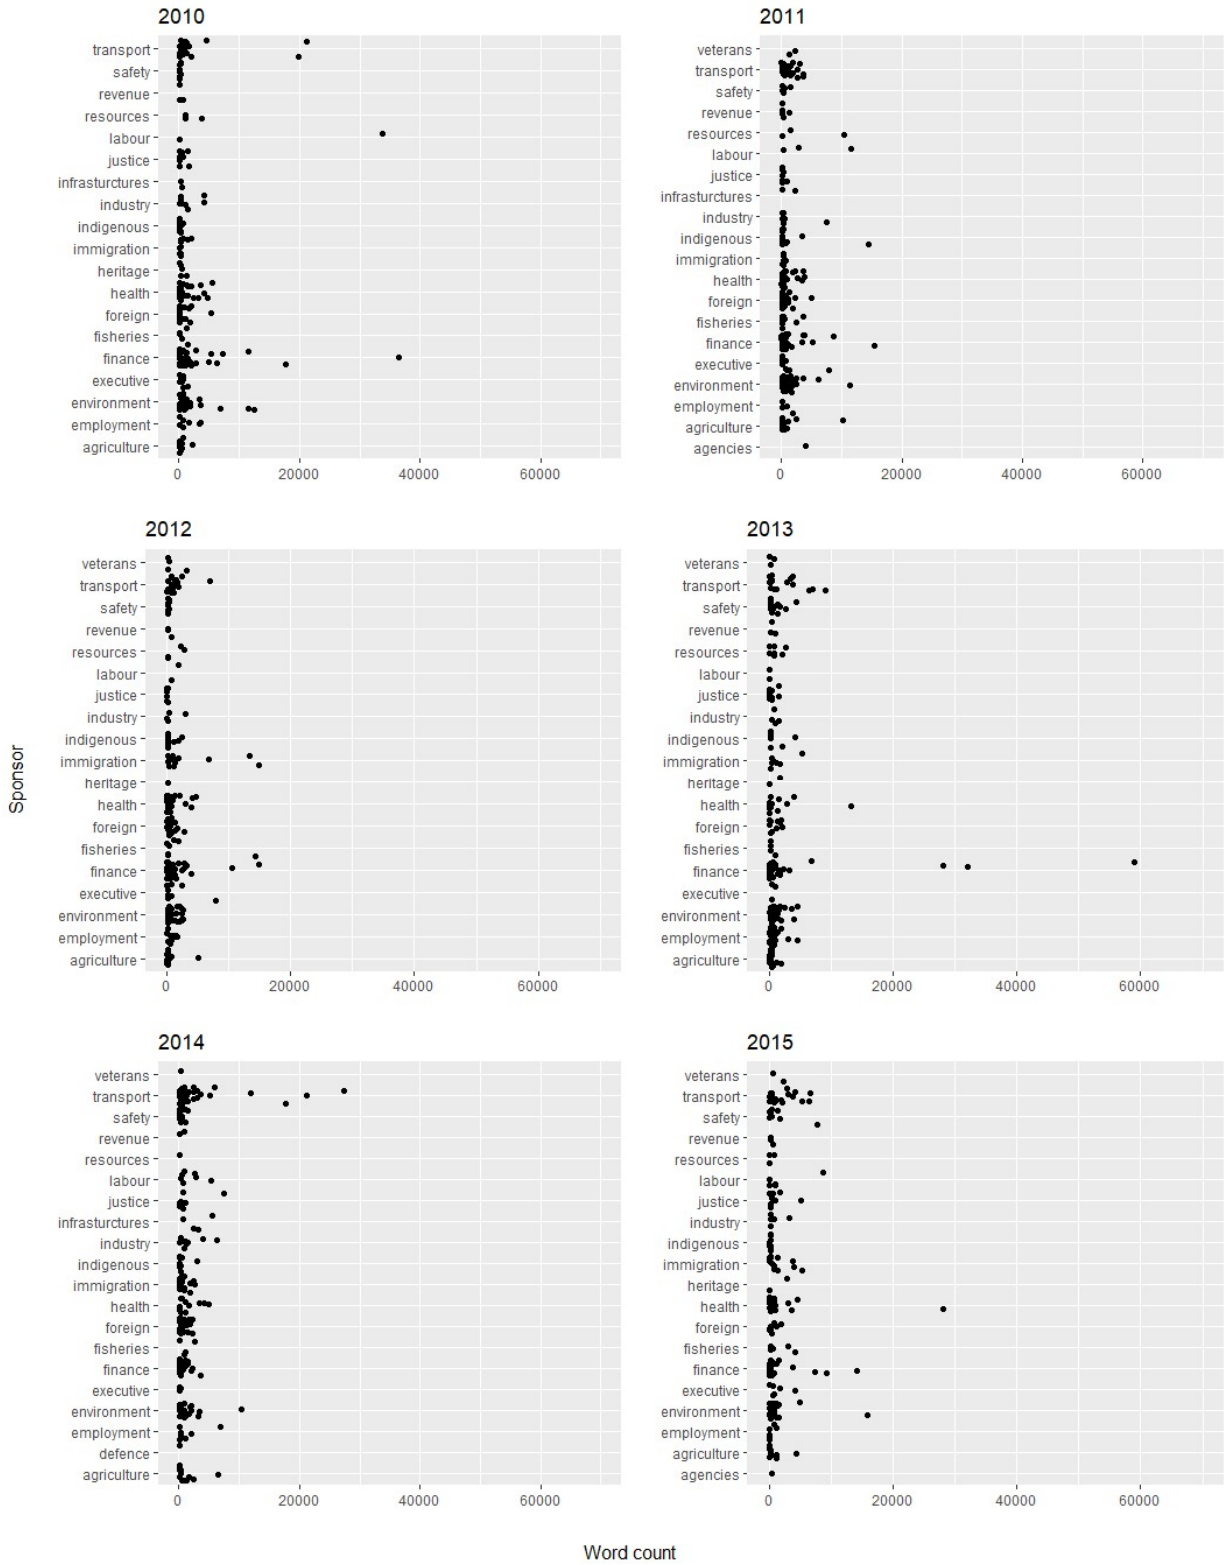 2010
transport
safety
revenue
resources
labour
justice
infrasturctures
industry
indigenous
immigration
heritage
health
foreign
fisheries
finance
executive
environment
employment
agriculture
0 20000 40000 60000
2011
veterans
transport
safety
revenue
resources
labour
justice
infrasturctures
industry
indigenous
immigration
health
foreign
fisheries
finance
executive
environment
employment
agriculture
agencies
0 20000 40000 60000
2012
veterans
transport
safety
revenue
resources
labour
justice
industry
indigenous
immigration
heritage
health
foreign
fisheries
finance
executive
environment
employment
agriculture
0 20000 40000 60000
2013
veterans
transport
safety
revenue
resources
labour
justice
industry
indigenous
immigration
heritage
health
foreign
fisheries
finance
executive
environment
employment
agriculture
0 20000 40000 60000
Sponsor
2014
veterans
transport
safety
revenue
resources
labour
justice
infrasturctures
industry
indigenous
immigration
health
foreign
fisheries
finance
executive
environment
employment
defence
agriculture
0 20000 40000 60000
2015
veterans
transport
safety
revenue
resources
labour
justice
industry
indigenous
immigration
heritage
health
foreign
fisheries
finance
executive
environment
employment
agriculture
agencies
0 20000 40000 60000
Word count